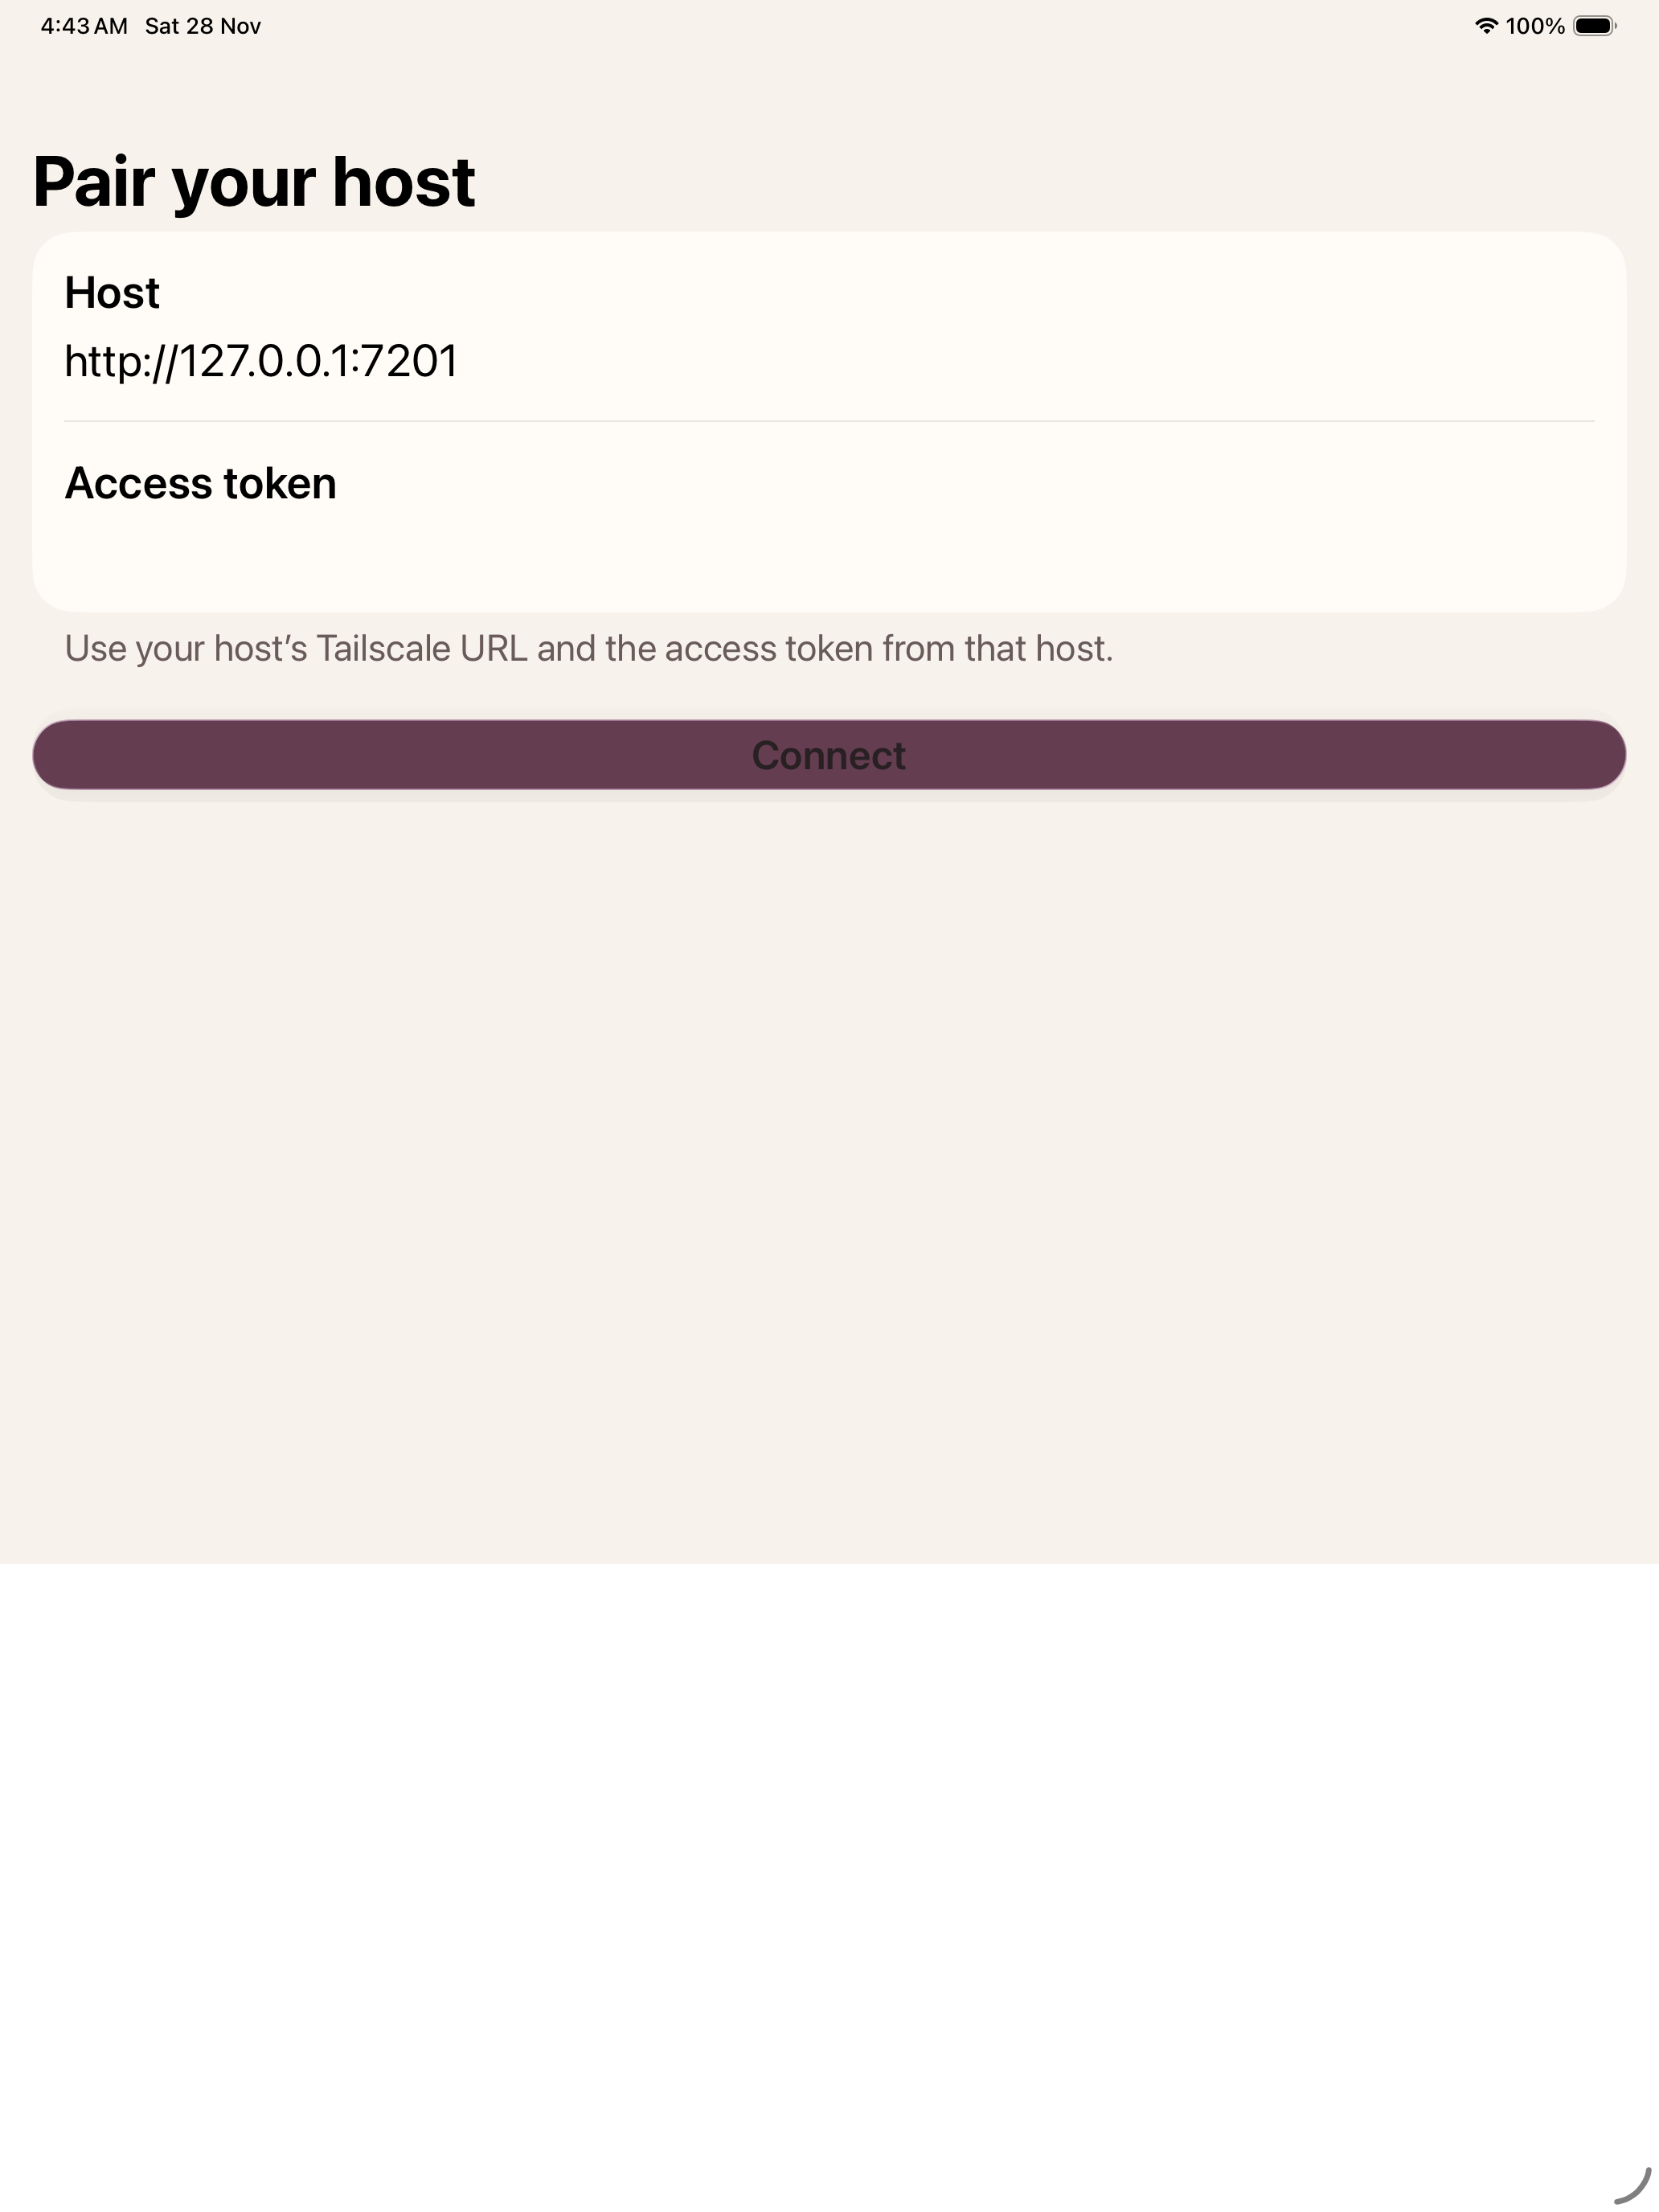 4:43 AM Sat 28 Nov 100%
Pair your host
Host
http://127.0.0.1:7201
Access token
Use your host’s Tailscale URL and the access token from that host.
Connect